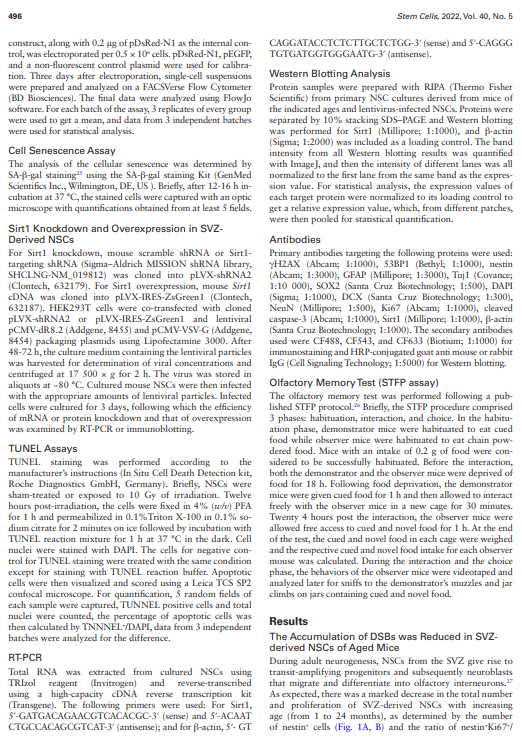 496
Stem Cells, 2022, Vol. 40, No. 5
construct, along with 0.2 μg of pDsRed-N1 as the internal con-
trol, was electroporated per 0.5 × 10⁶ cells. pDsRed-N1, pEGFP,
and a non-fluorescent control plasmid were used for calibra-
tion. Three days after electroporation, single-cell suspensions
were prepared and analyzed on a FACSVerse Flow Cytometer
(BD Biosciences). The final data were analyzed using FlowJo
software. For each batch of the assay, 3 replicates of every group
were used to get a mean, and data from 3 independent batches
were used for statistical analysis.
Cell Senescence Assay
The analysis of the cellular senescence was determined by
SA-β-gal staining²⁵ using the SA-β-gal staining Kit (GenMed
Scientifics Inc., Wilmington, DE, US ). Briefly, after 12-16 h in-
cubation at 37 °C, the stained cells were captured with an optic
microscope with quantifications obtained from at least 5 fields.
Sirt1 Knockdown and Overexpression in SVZ-
Derived NSCs
For Sirt1 knockdown, mouse scramble shRNA or Sirt1-
targeting shRNA (Sigma–Aldrich MISSION shRNA library,
SHCLNG-NM_019812) was cloned into pLVX-shRNA2
(Clontech, 632179). For Sirt1 overexpression, mouse Sirt1
cDNA was cloned into pLVX-IRES-ZsGreen1 (Clontech,
632187). HEK293T cells were co-transfected with cloned
pLVX-shRNA2 or pLVX-IRES-ZsGreen1 and lentiviral
pCMV-dR8.2 (Addgene, 8455) and pCMV-VSV-G (Addgene,
8454) packaging plasmids using Lipofectamine 3000. After
48-72 h, the culture medium containing the lentiviral particles
was harvested for determination of viral concentrations and
centrifuged at 17 500 × g for 2 h. The virus was stored in
aliquots at −80 °C. Cultured mouse NSCs were then infected
with the appropriate amounts of lentiviral particles. Infected
cells were cultured for 3 days, following which the efficiency
of mRNA or protein knockdown and that of overexpression
was examined by RT-PCR or immunoblotting.
TUNEL Assays
TUNEL staining was performed according to the
manufacturer's instructions (In Situ Cell Death Detection kit,
Roche Diagnostics GmbH, Germany). Briefly, NSCs were
sham-treated or exposed to 10 Gy of irradiation. Twelve
hours post-irradiation, the cells were fixed in 4% (w/v) PFA
for 1 h and permeabilized in 0.1%Triton X-100 in 0.1% so-
dium citrate for 2 minutes on ice followed by incubation with
TUNEL reaction mixture for 1 h at 37 °C in the dark. Cell
nuclei were stained with DAPI. The cells for negative con-
trol for TUNEL staining were treated with the same condition
except for staining with TUNEL reaction buffer. Apoptotic
cells were then visualized and scored using a Leica TCS SP2
confocal microscope. For quantification, 5 random fields of
each sample were captured, TUNNEL positive cells and total
nuclei were counted, the percentage of apoptotic cells was
then calculated by TNNNEL⁺/DAPI, data from 3 independent
batches were analyzed for the difference.
RT-PCR
Total RNA was extracted from cultured NSCs using
TRIzol reagent (Invitrogen) and reverse-transcribed
using a high-capacity cDNA reverse transcription kit
(Transgene). The following primers were used: For Sirt1,
5′-GATGACAGAACGTCACACGC-3′ (sense) and 5′-ACAAT
CTGCCACAGCGTCAT-3′ (antisense); and for β-actin, 5′- GT
CAGGATACCTCTCTTGCTCTGG-3′ (sense) and 5′-CAGGG
TGTGATGGTGGGAATG-3′ (antisense).
Western Blotting Analysis
Protein samples were prepared with RIPA (Thermo Fisher
Scientific) from primary NSC cultures derived from mice of
the indicated ages and lentivirus-infected NSCs. Proteins were
separated by 10% stacking SDS–PAGE and Western blotting
was performed for Sirt1 (Millipore; 1:1000), and β-actin
(Sigma; 1:2000) was included as a loading control. The band
intensity from all Western blotting results was quantified
with ImageJ, and then the intensity of different lanes was all
normalized to the first lane from the same band as the expres-
sion value. For statistical analysis, the expression values of
each target protein were normalized to its loading control to
get a relative expression value, which, from different patches,
were then pooled for statistical quantification.
Antibodies
Primary antibodies targeting the following proteins were used:
γH2AX (Abcam; 1:1000), 53BP1 (Bethyl; 1:1000), nestin
(Abcam; 1:3000), GFAP (Millipore; 1:3000), Tuj1 (Covance;
1:10 000), SOX2 (Santa Cruz Biotechnology; 1:500), DAPI
(Sigma; 1:1000), DCX (Santa Cruz Biotechnology; 1:300),
NeuN (Millipore; 1:500), Ki67 (Abcam; 1:1000), cleaved
caspase-3 (Abcam; 1:1000), Sirt1 (Millipore; 1:1000), β-actin
(Santa Cruz Biotechnology; 1:1000). The secondary antibodies
used were CF488, CF543, and CF633 (Biotium; 1:1000) for
immunostaining and HRP-conjugated goat anti mouse or rabbit
IgG (Cell Signaling Technology; 1:5000) for Western blotting.
Olfactory Memory Test (STFP assay)
The olfactory memory test was performed following a pub-
lished STFP protocol.²⁶ Briefly, the STFP procedure comprised
3 phases: habituation, interaction, and choice. In the habitu-
ation phase, demonstrator mice were habituated to eat cued
food while observer mice were habituated to eat chain pow-
dered food. Mice with an intake of 0.2 g of food were con-
sidered to be successfully habituated. Before the interaction,
both the demonstrator and the observer mice were deprived of
food for 18 h. Following deprivation, the demonstrator
mice were given cued food for 1 h and then allowed to interact
freely with the observer mice in a new cage for 30 minutes.
Twenty 4 hours post the interaction, the observer mice were
allowed free access to cued and novel food for 1 h. At the end
of the test, the cued and novel food in each cage were weighed
and the respective cued and novel food intake for each observer
mouse was calculated. During the interaction and the choice
phase, the behaviors of the observer mice were videotaped and
analyzed later for sniffs to the demonstrator's muzzles and jar
climbs on jars containing cued and novel food.
Results
The Accumulation of DSBs was Reduced in SVZ-
derived NSCs of Aged Mice
During adult neurogenesis, NSCs from the SVZ give rise to
transit-amplifying progenitors and subsequently neuroblasts
that migrate and differentiate into olfactory interneurons.²⁷
As expected, there was a marked decrease in the total number
and proliferation of SVZ-derived NSCs with increasing
age (from 1 to 24 months), as determined by the number
of nestin⁺ cells (Fig. 1A, B) and the ratio of nestin⁺Ki67⁺/